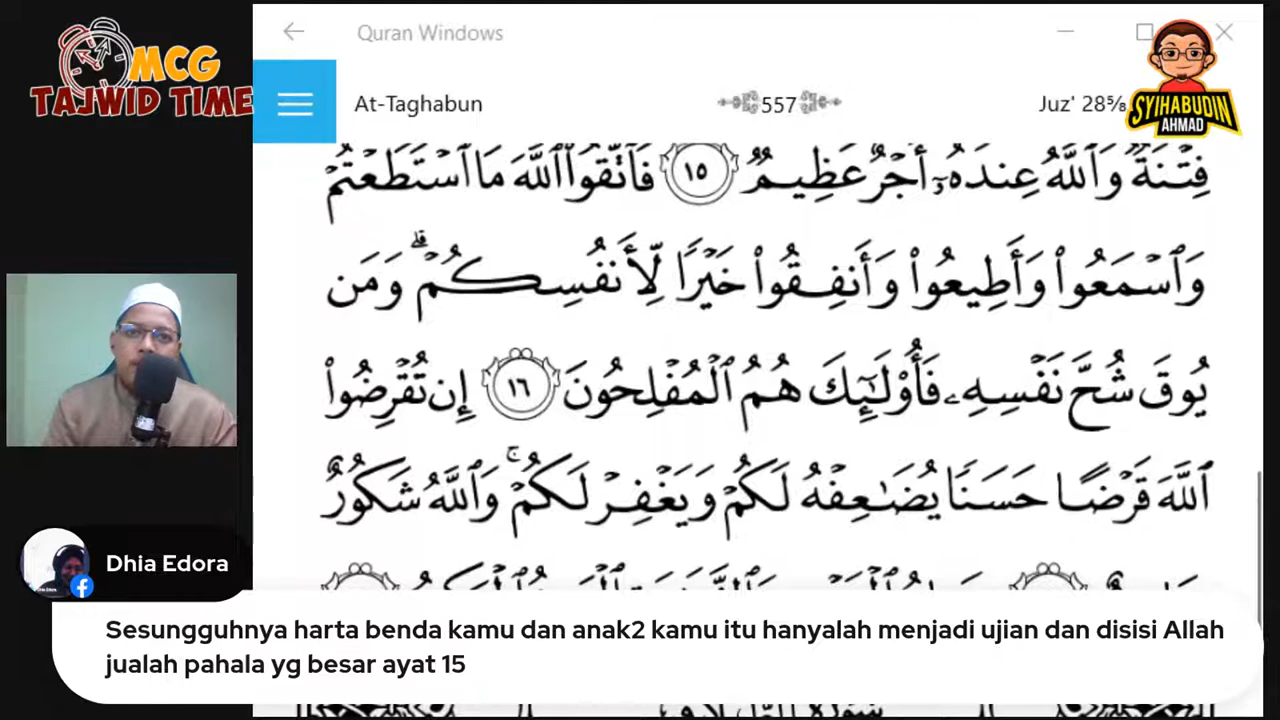 MCG
TAJWID TIME
Quran Windows
SYIHABUDIN
AHMAD
At-Taghabun
557
Juz' 28⅝
فِتۡنَةٞۚ وَٱللَّهُ عِندَهُۥٓ أَجۡرٌ عَظِيمٞ ١٥ فَٱتَّقُواْ ٱللَّهَ مَا ٱسۡتَطَعۡتُمۡ
وَٱسۡمَعُواْ وَأَطِيعُواْ وَأَنفِقُواْ خَيۡرٗا لِّأَنفُسِكُمۡۗ وَمَن
يُوقَ شُحَّ نَفۡسِهِۦ فَأُوْلَٰٓئِكَ هُمُ ٱلۡمُفۡلِحُونَ ١٦ إِن تُقۡرِضُواْ
ٱللَّهَ قَرۡضًا حَسَنٗا يُضَٰعِفۡهُ لَكُمۡ وَيَغۡفِرۡ لَكُمۡۚ وَٱللَّهُ شَكُورٌ
Dhia Edora
Sesungguhnya harta benda kamu dan anak2 kamu itu hanyalah menjadi ujian dan disisi Allah
jualah pahala yg besar ayat 15